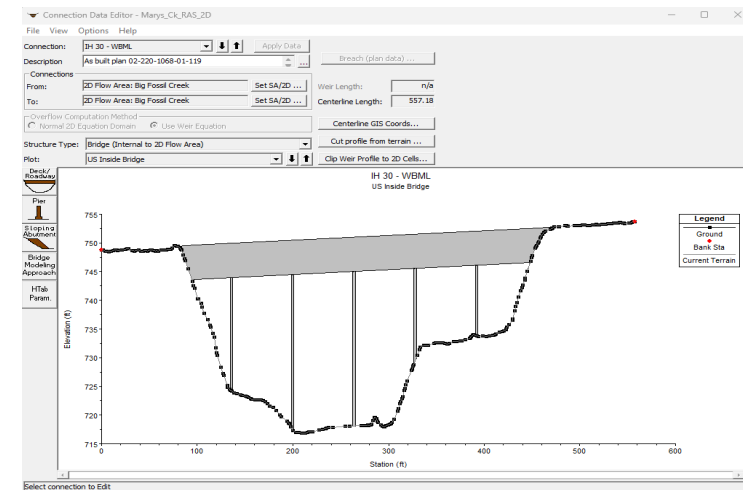 Connection Data Editor - Marys_Ck_RAS_2D
File View Options Help
Connection: IH 30 - WBML Apply Data
Description As built plan 02-220-1068-01-119 ... Breach (plan data) ...
Connections
From: 2D Flow Area: Big Fossil Creek Set SA/2D ... Weir Length: n/a
To: 2D Flow Area: Big Fossil Creek Set SA/2D ... Centerline Length: 557.18
Overflow Computation Method
Normal 2D Equation Domain Use Weir Equation Centerline GIS Coords...
Structure Type: Bridge (Internal to 2D Flow Area) Cut profile from terrain ...
Plot: US Inside Bridge Clip Weir Profile to 2D Cells...
Deck/
Roadway
Pier
Sloping
Abutment
Bridge
Modeling
Approach
HTab
Param.
IH 30 - WBML
US Inside Bridge
755
750
745
740
735
730
725
720
715
Elevation (ft)
0 100 200 300 400 500 600
Station (ft)
Legend
Ground
Bank Sta
Current Terrain
Select connection to Edit